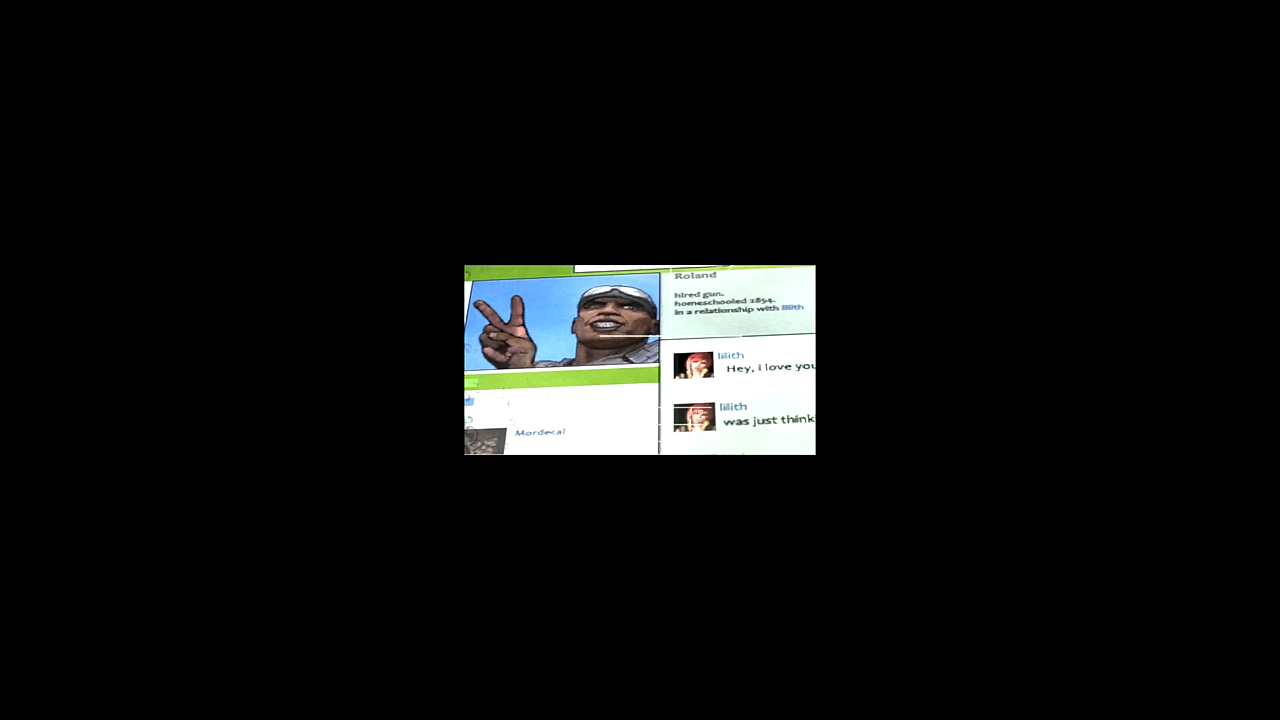 Roland
hired gun.
homeschooled 2854.
in a relationship with lilith
lilith
Hey, i love you
lilith
was just think
Mordecai